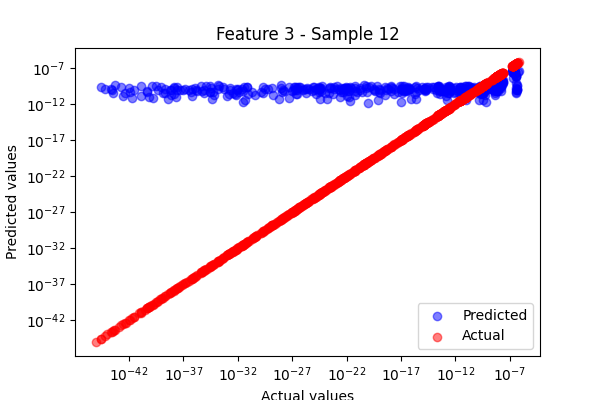 Feature 3 - Sample 12
Predicted values
10⁻⁷
10⁻¹²
10⁻¹⁷
10⁻²²
10⁻²⁷
10⁻³²
10⁻³⁷
10⁻⁴²
Predicted
Actual
10⁻⁴² 10⁻³⁷ 10⁻³² 10⁻²⁷ 10⁻²² 10⁻¹⁷ 10⁻¹² 10⁻⁷
Actual values